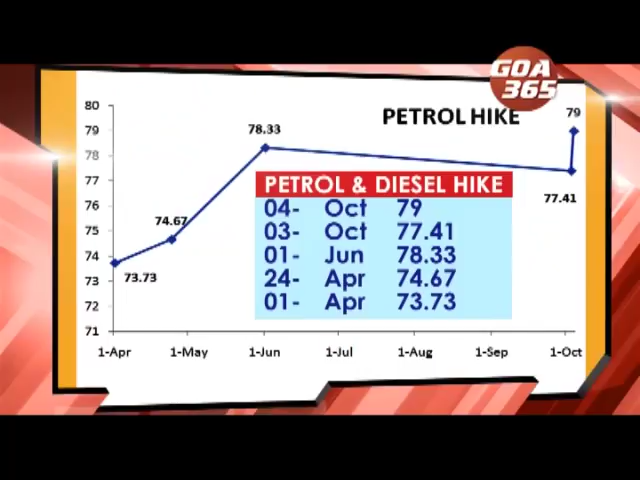 GOA
365
PETROL HIKE
80
79
78
77
76
75
74
73
72
71
79
78.33
77.41
74.67
73.73
PETROL & DIESEL HIKE
04- Oct 79
03- Oct 77.41
01- Jun 78.33
24- Apr 74.67
01- Apr 73.73
1-Apr 1-May 1-Jun 1-Jul 1-Aug 1-Sep 1-Oct